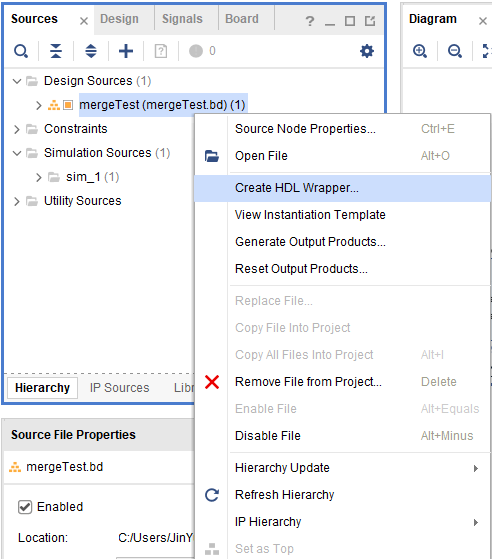 Sources × Design Signals Board ? _ Diagram ×
0
Design Sources (1)
mergeTest (mergeTest.bd) (1)
Constraints
Simulation Sources (1)
sim_1 (1)
Utility Sources
Source Node Properties... Ctrl+E
Open File Alt+O
Create HDL Wrapper...
View Instantiation Template
Generate Output Products...
Reset Output Products...
Replace File...
Copy File Into Project
Copy All Files Into Project Alt+I
Remove File from Project... Delete
Enable File Alt+Equals
Disable File Alt+Minus
Hierarchy Update
Refresh Hierarchy
IP Hierarchy
Set as Top
Hierarchy IP Sources
Source File Properties
mergeTest.bd
Enabled
Location: C:/Users/JinY